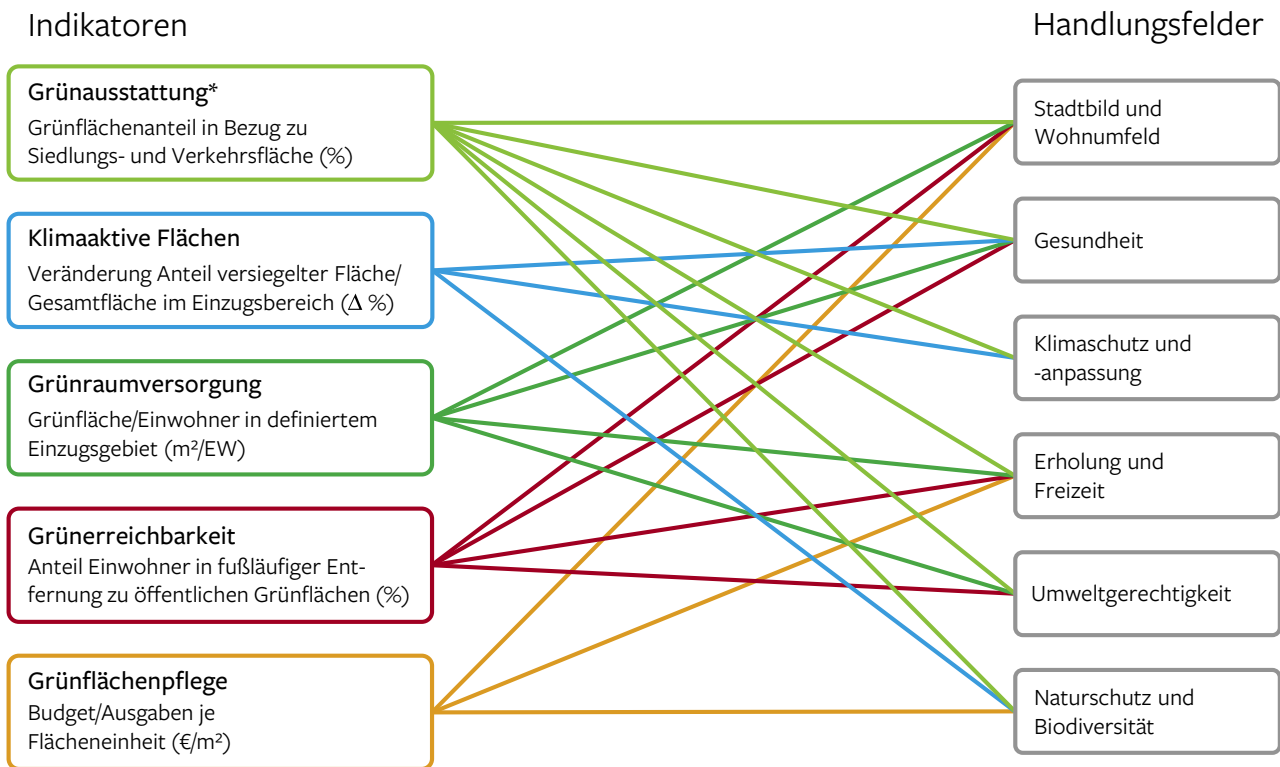 Indikatoren
Grünausstattung*
Grünflächenanteil in Bezug zu
Siedlungs- und Verkehrsfläche (%)
Klimaaktive Flächen
Veränderung Anteil versiegelter Fläche/
Gesamtfläche im Einzugsbereich (Δ %)
Grünraumversorgung
Grünfläche/Einwohner in definiertem
Einzugsgebiet (m²/EW)
Grünerreichbarkeit
Anteil Einwohner in fußläufiger Ent-
fernung zu öffentlichen Grünflächen (%)
Grünflächenpflege
Budget/Ausgaben je
Flächeneinheit (€/m²)
Handlungsfelder
Stadtbild und
Wohnumfeld
Gesundheit
Klimaschutz und
-anpassung
Erholung und
Freizeit
Umweltgerechtigkeit
Naturschutz und
Biodiversität